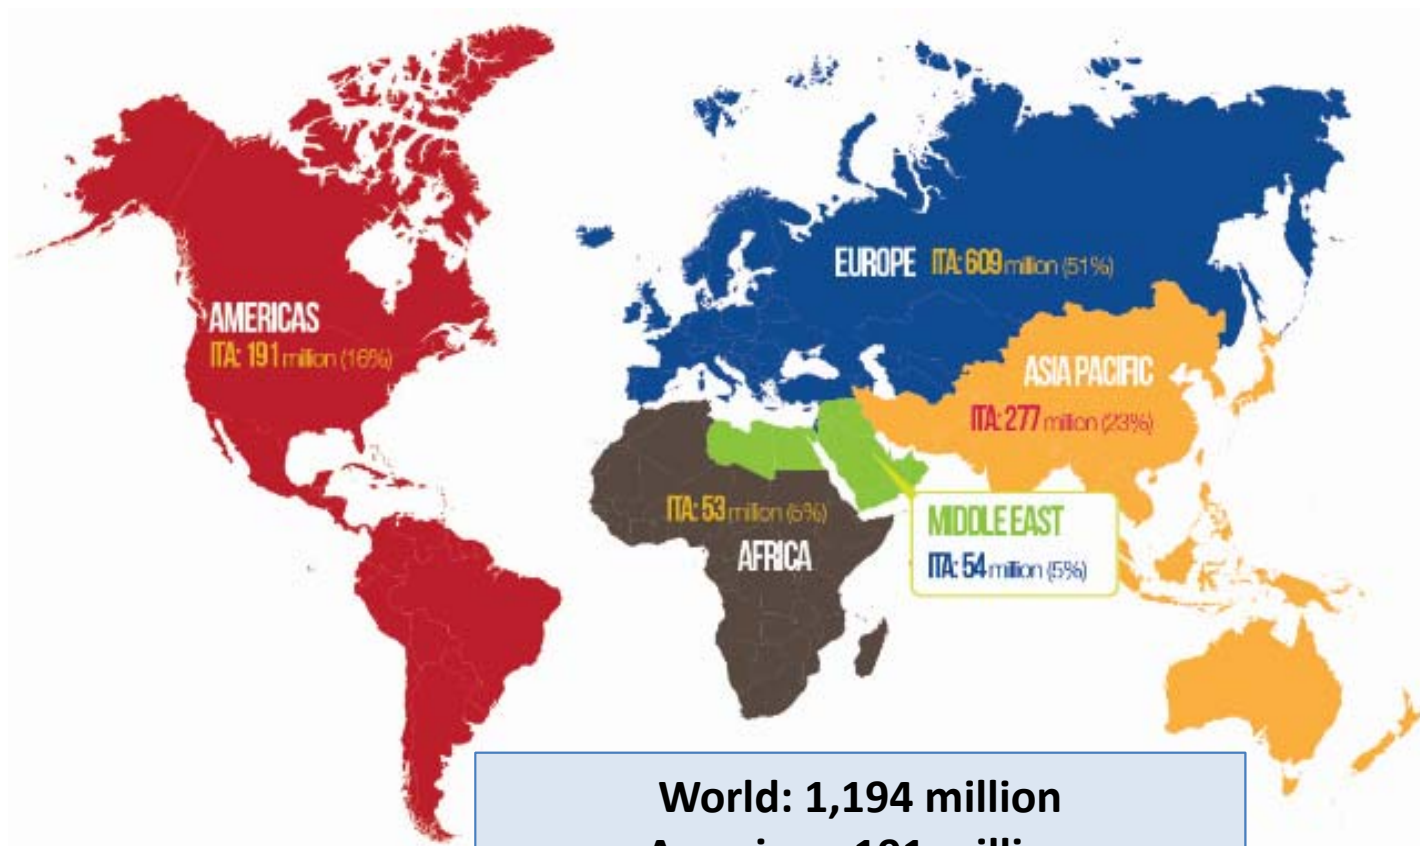 EUROPE ITA: 609 million (51%)
AMERICAS
ITA: 191 million (16%)
ASIA PACIFIC
ITA: 277 million (23%)
ITA: 53 million (5%)
AFRICA
MIDDLE EAST
ITA: 54 million (5%)
World: 1,194 million